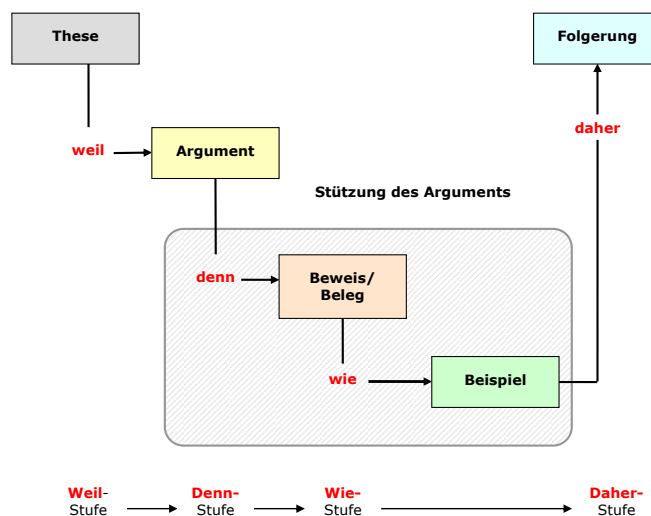 These
Folgerung
weil
Argument
daher
Stützung des Arguments
denn
Beweis/
Beleg
wie
Beispiel
Weil-
Stufe
Denn-
Stufe
Wie-
Stufe
Daher-
Stufe